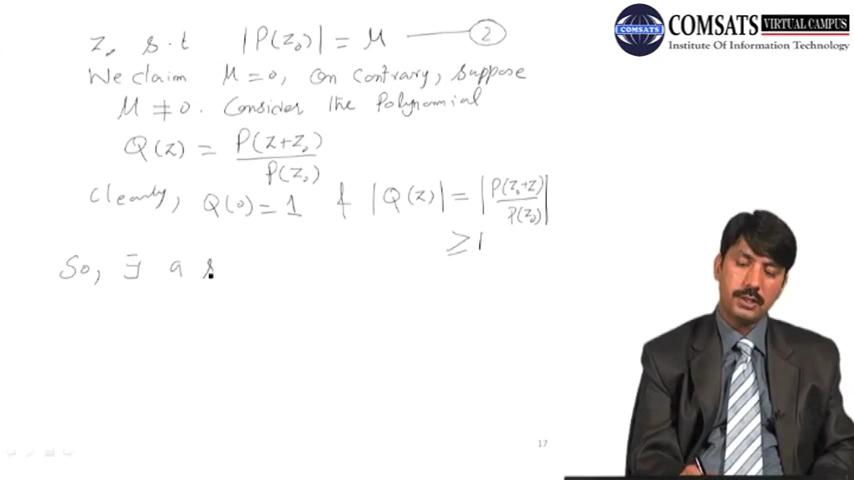 COMSATS VIRTUAL CAMPUS
Institute Of Information Technology
z₀ s.t |P(z₀)| = μ —— ②
We claim μ=0, On contrary, suppose
μ ≠ 0. Consider the Polynomial
Q(z) = P(z+z₀) / P(z₀)
Clearly, Q(0) = 1 & |Q(z)| = |P(z₀+z) / P(z₀)|
≥ 1
So, ∃ a s
17